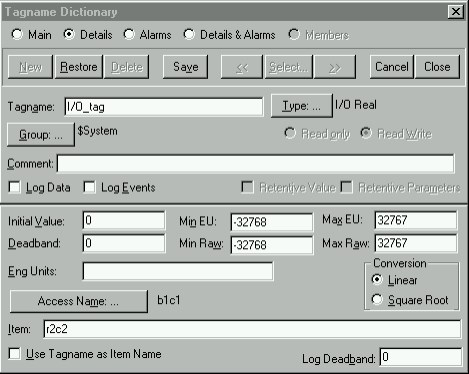 Tagname Dictionary
Main Details Alarms Details & Alarms Members
New Restore Delete Save << Select... >> Cancel Close
Tagname: I/O_tag Type: ... I/O Real
Group: ... $System Read only Read Write
Comment:
Log Data Log Events Retentive Value Retentive Parameters
Initial Value: 0 Min EU: -32768 Max EU: 32767
Deadband: 0 Min Raw: -32768 Max Raw: 32767
Eng Units: Conversion
Linear
Access Name: ... b1c1 Square Root
Item: r2c2
Use Tagname as Item Name Log Deadband: 0